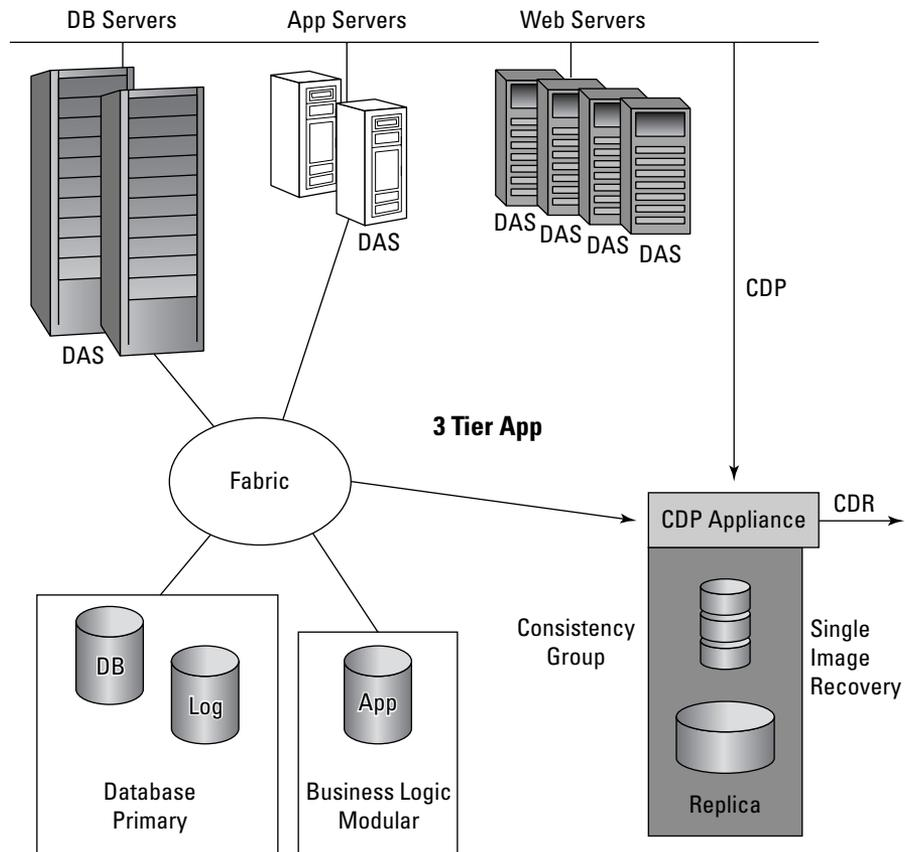 DB Servers
App Servers
Web Servers
DAS
DAS
DAS
DAS
DAS
DAS
CDP
3 Tier App
Fabric
CDP Appliance
CDR
DB
Log
Database
Primary
App
Business Logic
Modular
Consistency
Group
Single
Image
Recovery
Replica